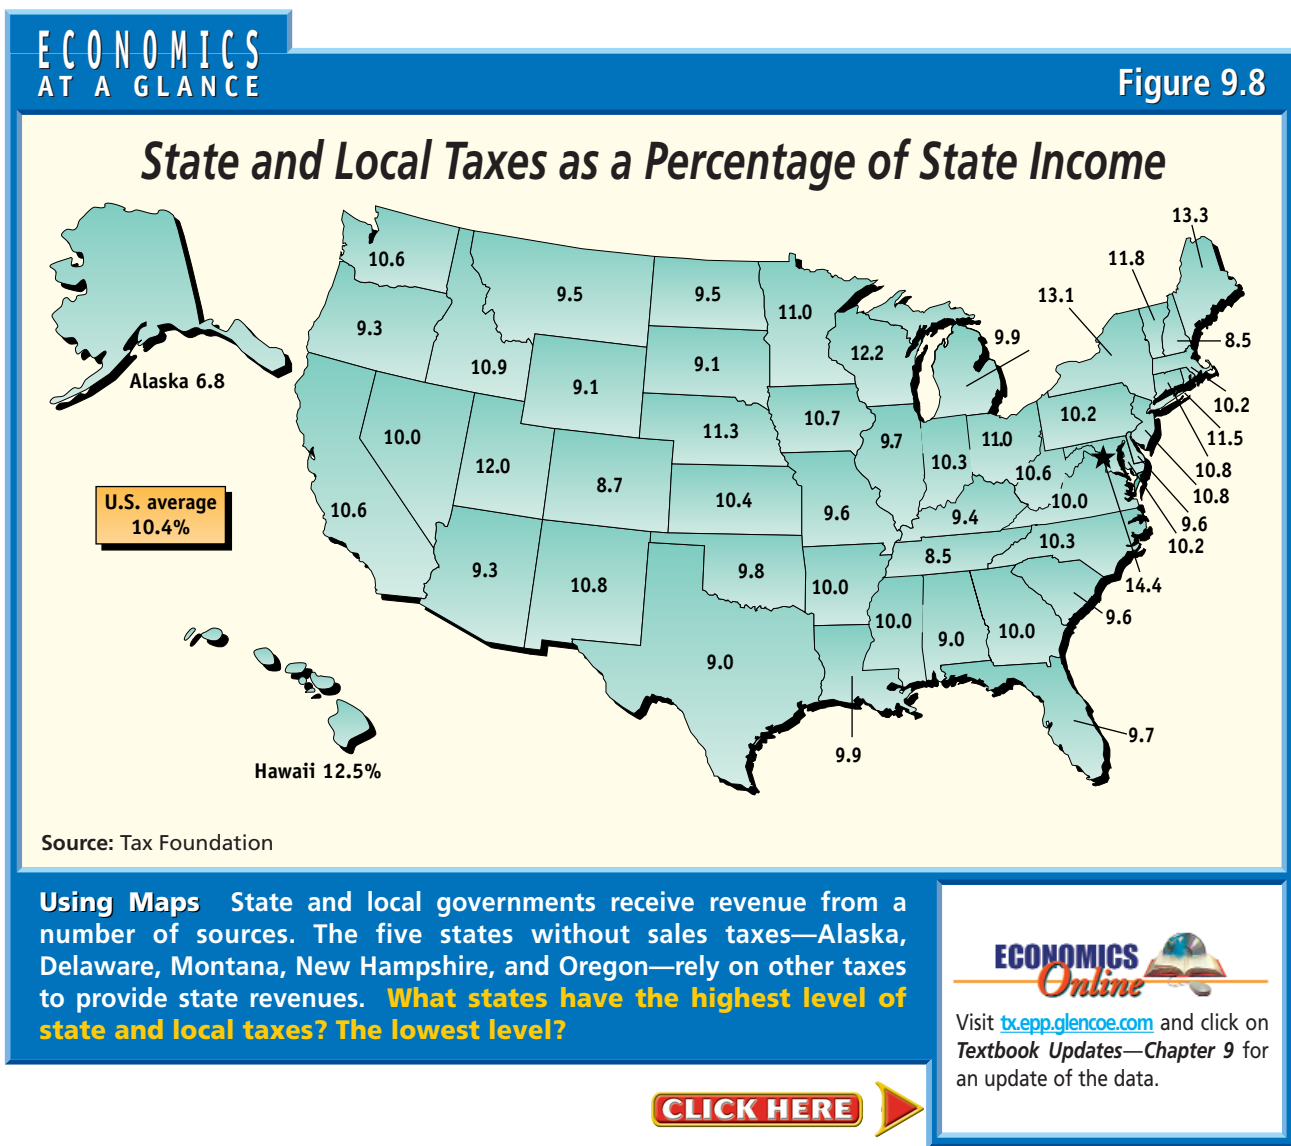 ECONOMICS
AT A GLANCE
Figure 9.8
State and Local Taxes as a Percentage of State Income
13.3
11.8
10.6
13.1
9.5
9.5
11.0
9.3
9.9
8.5
12.2
10.9
9.1
Alaska 6.8
9.1
10.2
10.2
10.7
11.3
10.0
11.5
9.7
11.0
10.3
12.0
10.6
10.8
8.7
10.8
10.4
10.0
U.S. average
10.4%
10.6
9.6
9.4
9.6
10.3
10.2
8.5
9.3
9.8
10.8
10.0
14.4
9.6
10.0
9.0
10.0
9.0
9.7
9.9
Hawaii 12.5%
Source: Tax Foundation
Using Maps State and local governments receive revenue from a
number of sources. The five states without sales taxes—Alaska,
Delaware, Montana, New Hampshire, and Oregon—rely on other taxes
to provide state revenues. What states have the highest level of
state and local taxes? The lowest level?
ECONOMICS
Online
Visit tx.epp.glencoe.com and click on
Textbook Updates—Chapter 9 for
an update of the data.
CLICK HERE